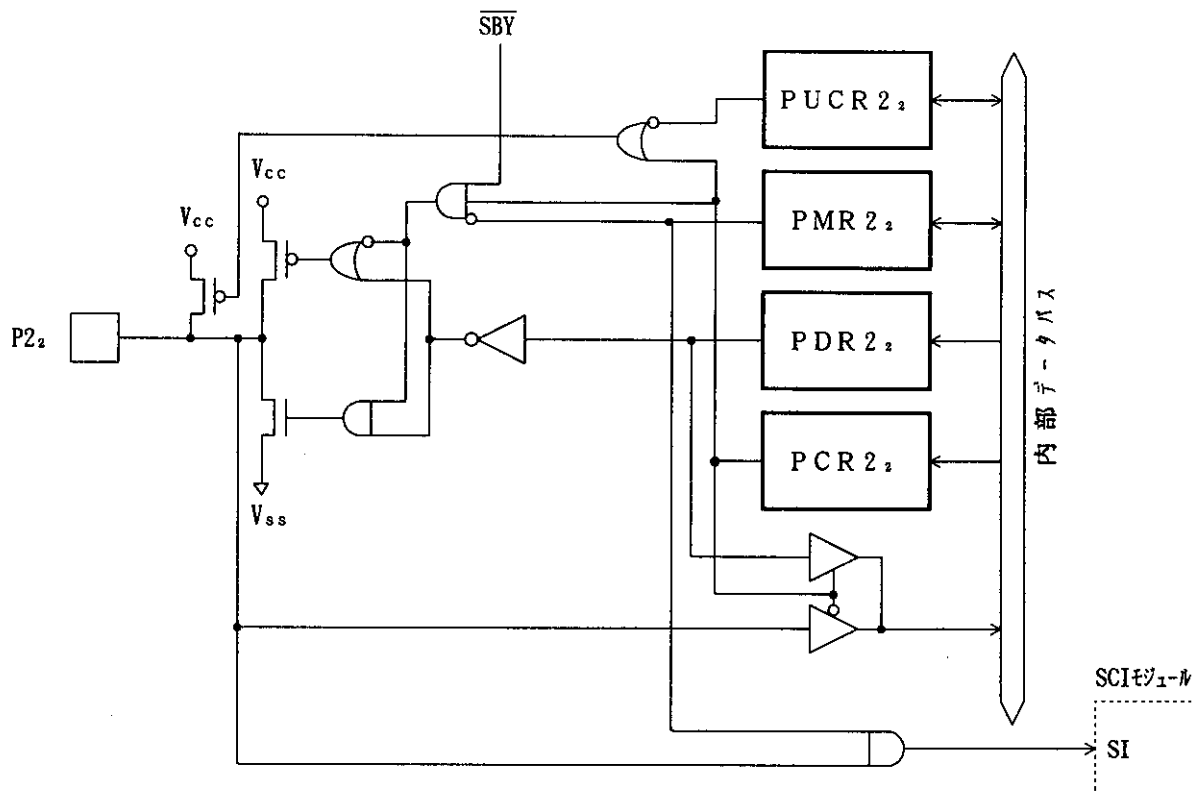 SBY
PUCR2₂
Vcc
Vcc
PMR2₂
P2₂
PDR2₂
内部データバス
PCR2₂
Vss
SCIモジュール
SI